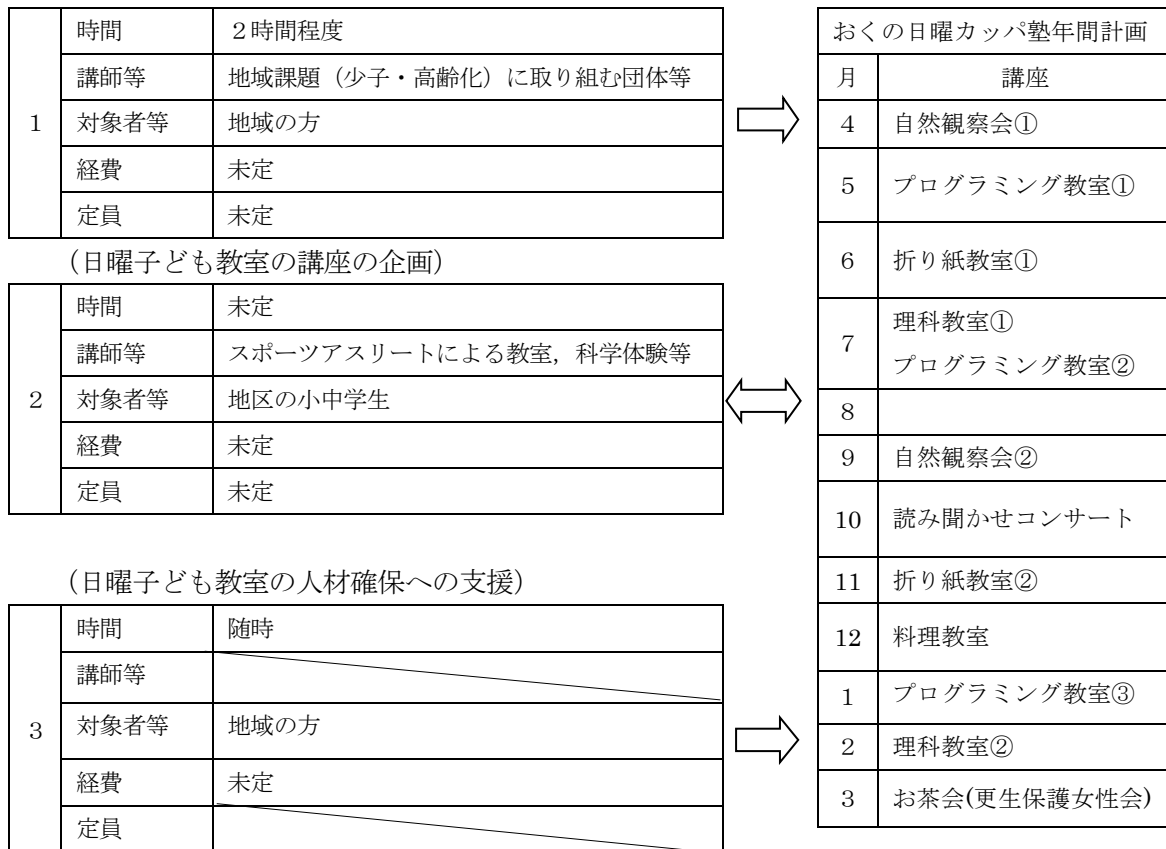 1
時間 2時間程度
講師等 地域課題（少子・高齢化）に取り組む団体等
対象者等 地域の方
経費 未定
定員 未定
（日曜子ども教室の講座の企画）
2
時間 未定
講師等 スポーツアスリートによる教室，科学体験等
対象者等 地区の小中学生
経費 未定
定員 未定
（日曜子ども教室の人材確保への支援）
3
時間 随時
講師等
対象者等 地域の方
経費 未定
定員
おくの日曜カッパ塾年間計画
月 講座
4 自然観察会①
5 プログラミング教室①
6 折り紙教室①
7 理科教室①
プログラミング教室②
8
9 自然観察会②
10 読み聞かせコンサート
11 折り紙教室②
12 料理教室
1 プログラミング教室③
2 理科教室②
3 お茶会(更生保護女性会)